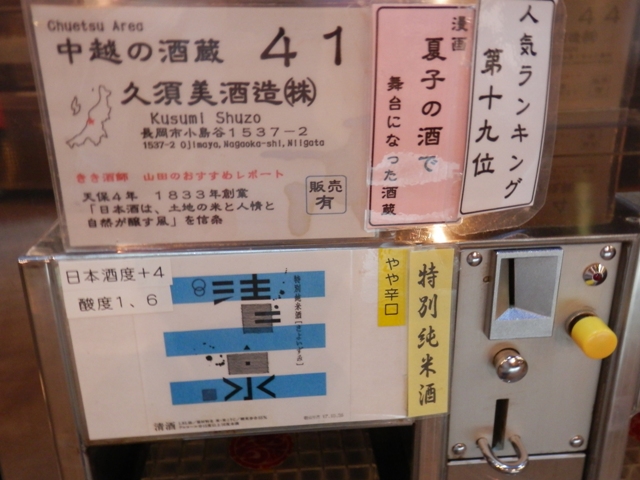 Chuetsu Area
中越の酒蔵 41
久須美酒造㈱
Kusumi Shuzo
長岡市小島谷1537-2
1537-2 Ojimaya, Nagaoka-shi, Niigata
きき酒師 山田のおすすめレポート
天保4年 1833年創業
「日本酒は、土地の米と人情と
自然が醸す風」を信条
販売
有
漫画
夏子の酒で
舞台になった酒蔵
人気ランキング
第十九位
日本酒度+4
酸度1、6
特別純米酒
清酒
やや辛口
特別純米酒